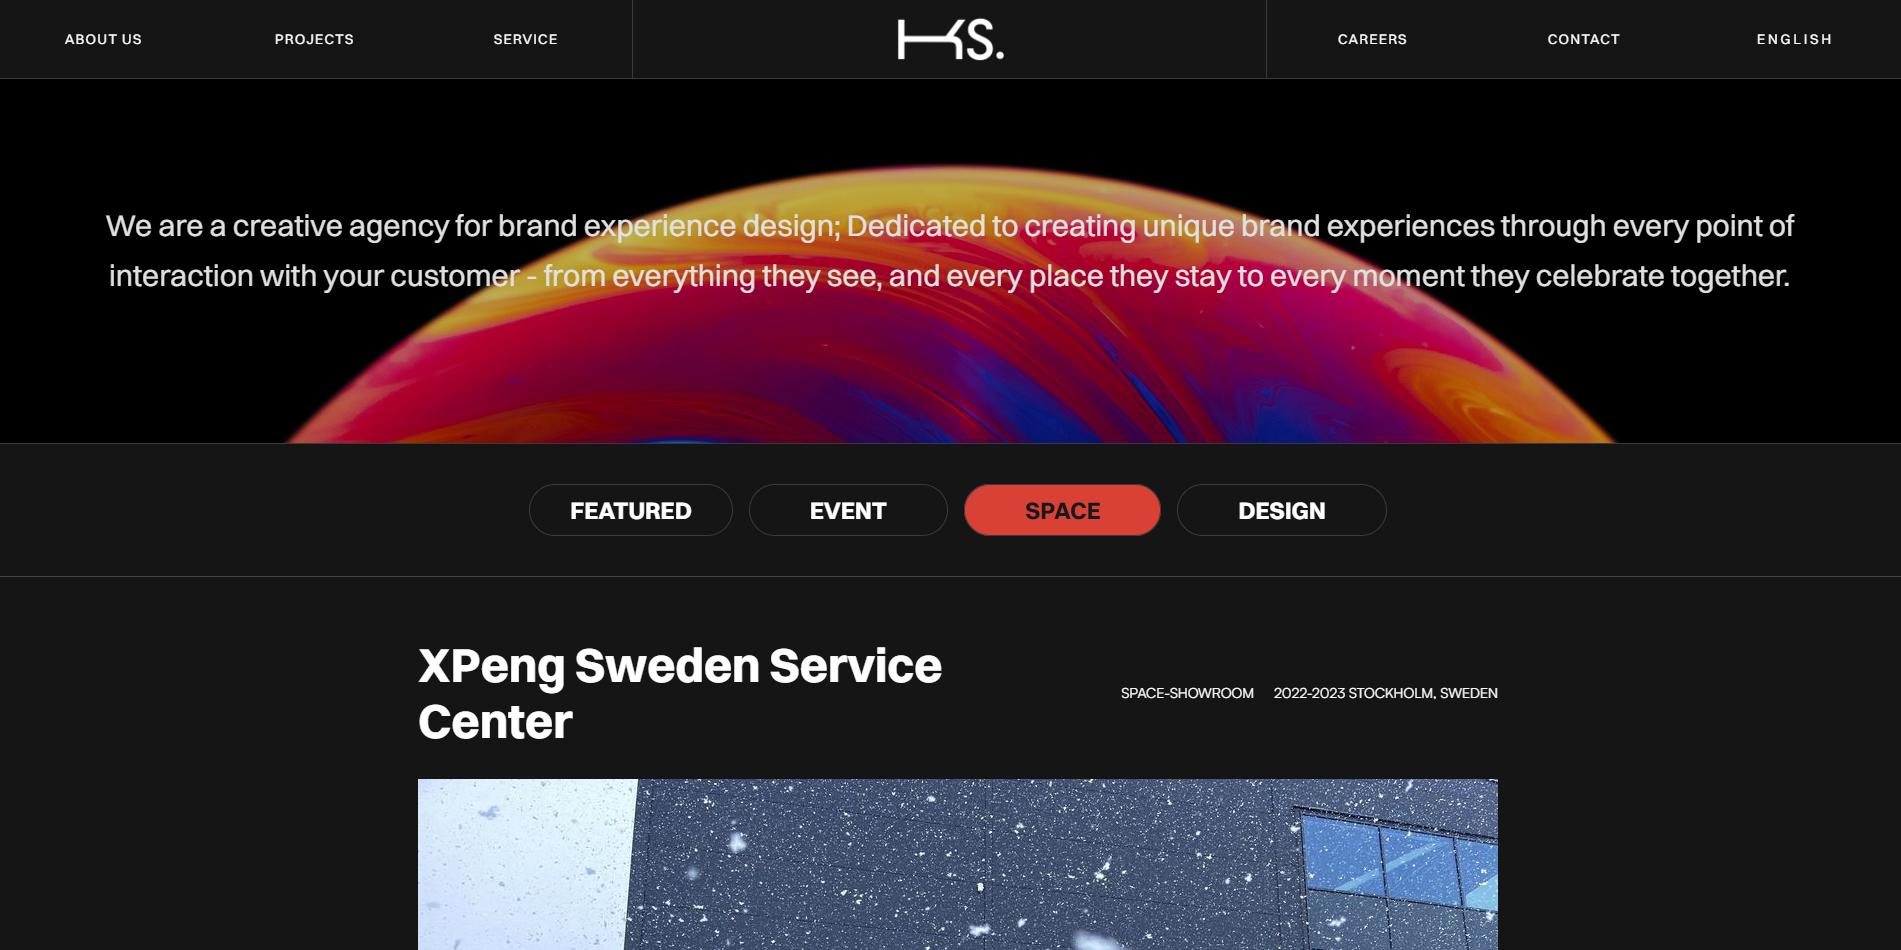 ABOUT US
PROJECTS
SERVICE
HKS.
CAREERS
CONTACT
ENGLISH
We are a creative agency for brand experience design; Dedicated to creating unique brand experiences through every point of
interaction with your customer - from everything they see, and every place they stay to every moment they celebrate together.
FEATURED
EVENT
SPACE
DESIGN
XPeng Sweden Service
Center
SPACE-SHOWROOM
2022-2023 STOCKHOLM, SWEDEN